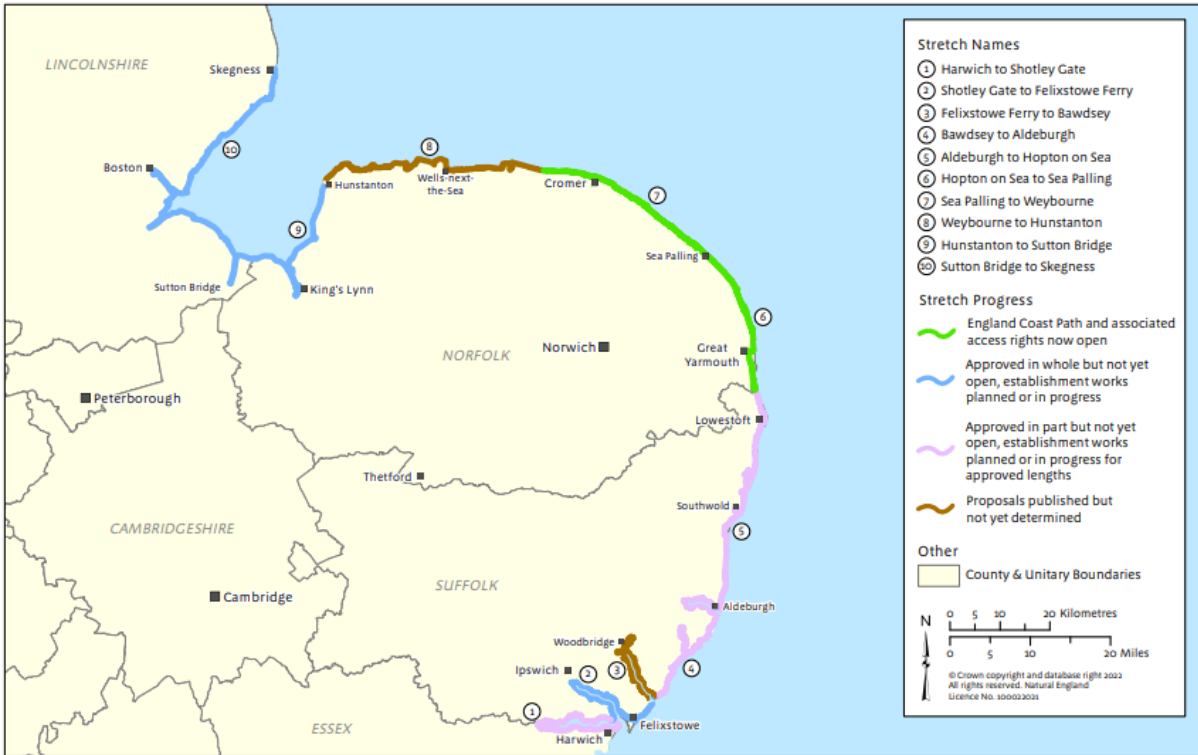 LINCOLNSHIRE
Skegness
10
Boston
8
Hunstanton
Wells-next-
the-Sea
Cromer
7
9
Sea Palling
Sutton Bridge
King's Lynn
6
NORFOLK
Norwich
Great
Yarmouth
Peterborough
Lowestoft
Thetford
Southwold
CAMBRIDGESHIRE
5
SUFFOLK
Cambridge
Aldeburgh
Woodbridge
Ipswich
2
3
4
1
Felixstowe
ESSEX
Harwich
Stretch Names
1 Harwich to Shotley Gate
2 Shotley Gate to Felixstowe Ferry
3 Felixstowe Ferry to Bawdsey
4 Bawdsey to Aldeburgh
5 Aldeburgh to Hopton on Sea
6 Hopton on Sea to Sea Palling
7 Sea Palling to Weybourne
8 Weybourne to Hunstanton
9 Hunstanton to Sutton Bridge
10 Sutton Bridge to Skegness
Stretch Progress
England Coast Path and associated
access rights now open
Approved in whole but not yet
open, establishment works
planned or in progress
Approved in part but not yet
open, establishment works
planned or in progress for
approved lengths
Proposals published but
not yet determined
Other
County & Unitary Boundaries
N
0 5 10 20 Kilometres
0 5 10 20 Miles
© Crown copyright and database right 2022
All rights reserved. Natural England
Licence No. 100022021